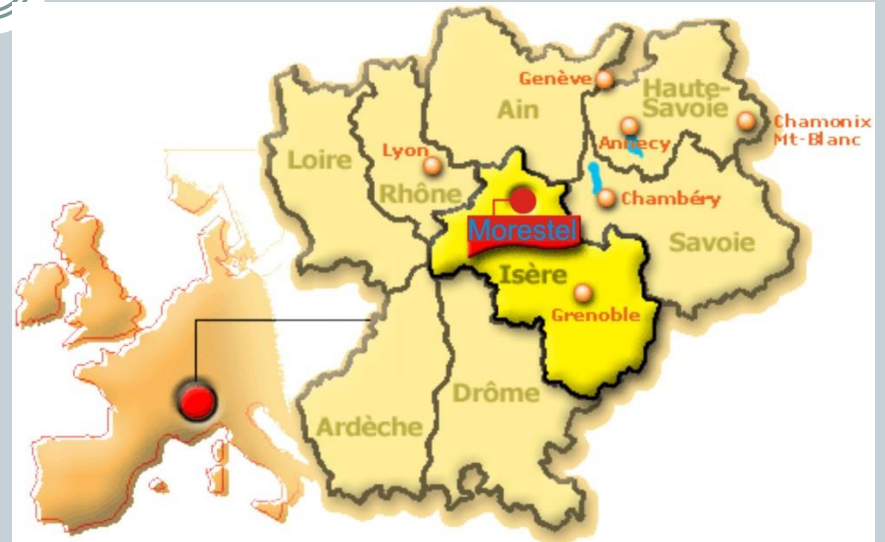 Genève
Haute-
Savoie
Ain
Chamonix
Mt-Blanc
Annecy
Lyon
Loire
Rhône
Chambéry
Morestel
Savoie
Isère
Grenoble
Drôme
Ardèche